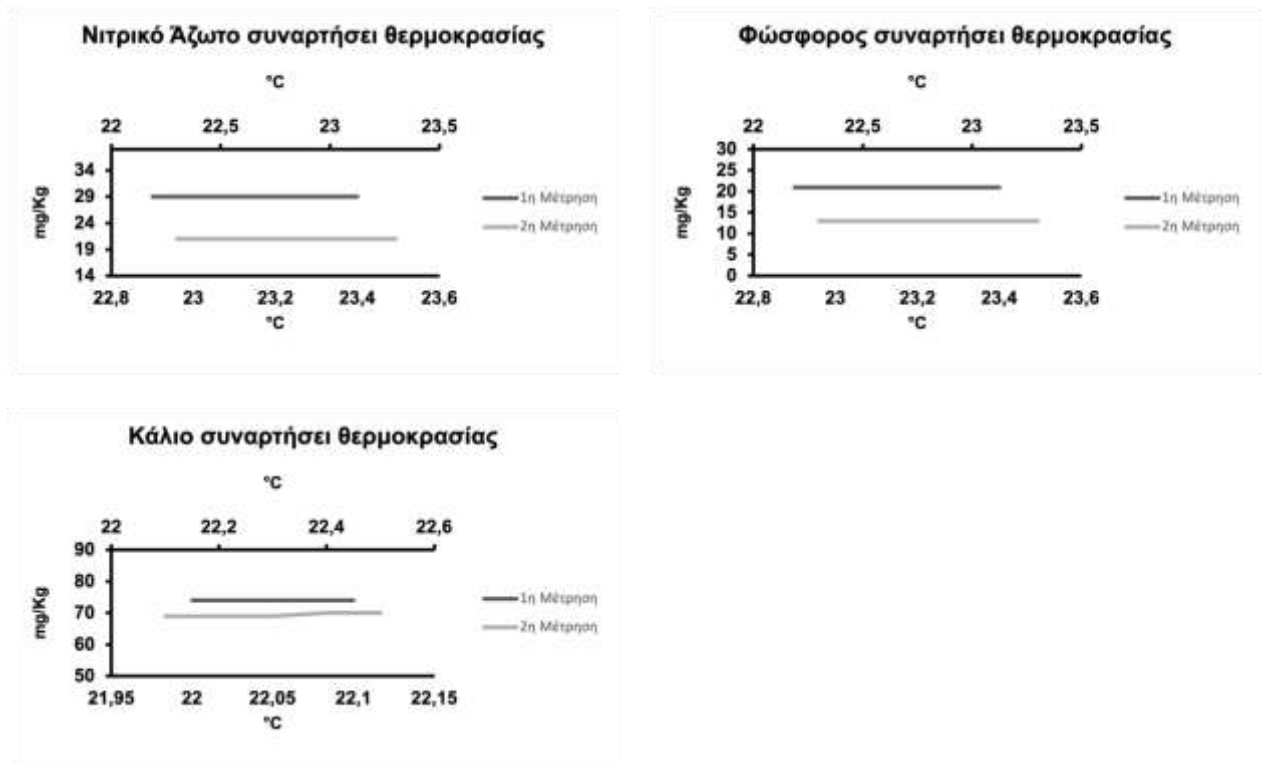 Νιτρικό Άζωτο συναρτήσει θερμοκρασίας
°C
22 22,5 23 23,5
34
29
24
19
14
mg/Kg
22,8 23 23,2 23,4 23,6
°C
1η Μέτρηση
2η Μέτρηση
Φώσφορος συναρτήσει θερμοκρασίας
°C
22 22,5 23 23,5
30
25
20
15
10
5
0
mg/Kg
22,8 23 23,2 23,4 23,6
°C
1η Μέτρηση
2η Μέτρηση
Κάλιο συναρτήσει θερμοκρασίας
°C
22 22,2 22,4 22,6
90
80
70
60
50
mg/Kg
21,95 22 22,05 22,1 22,15
°C
1η Μέτρηση
2η Μέτρηση